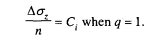 Δσ_z / n = C_i when q = 1.